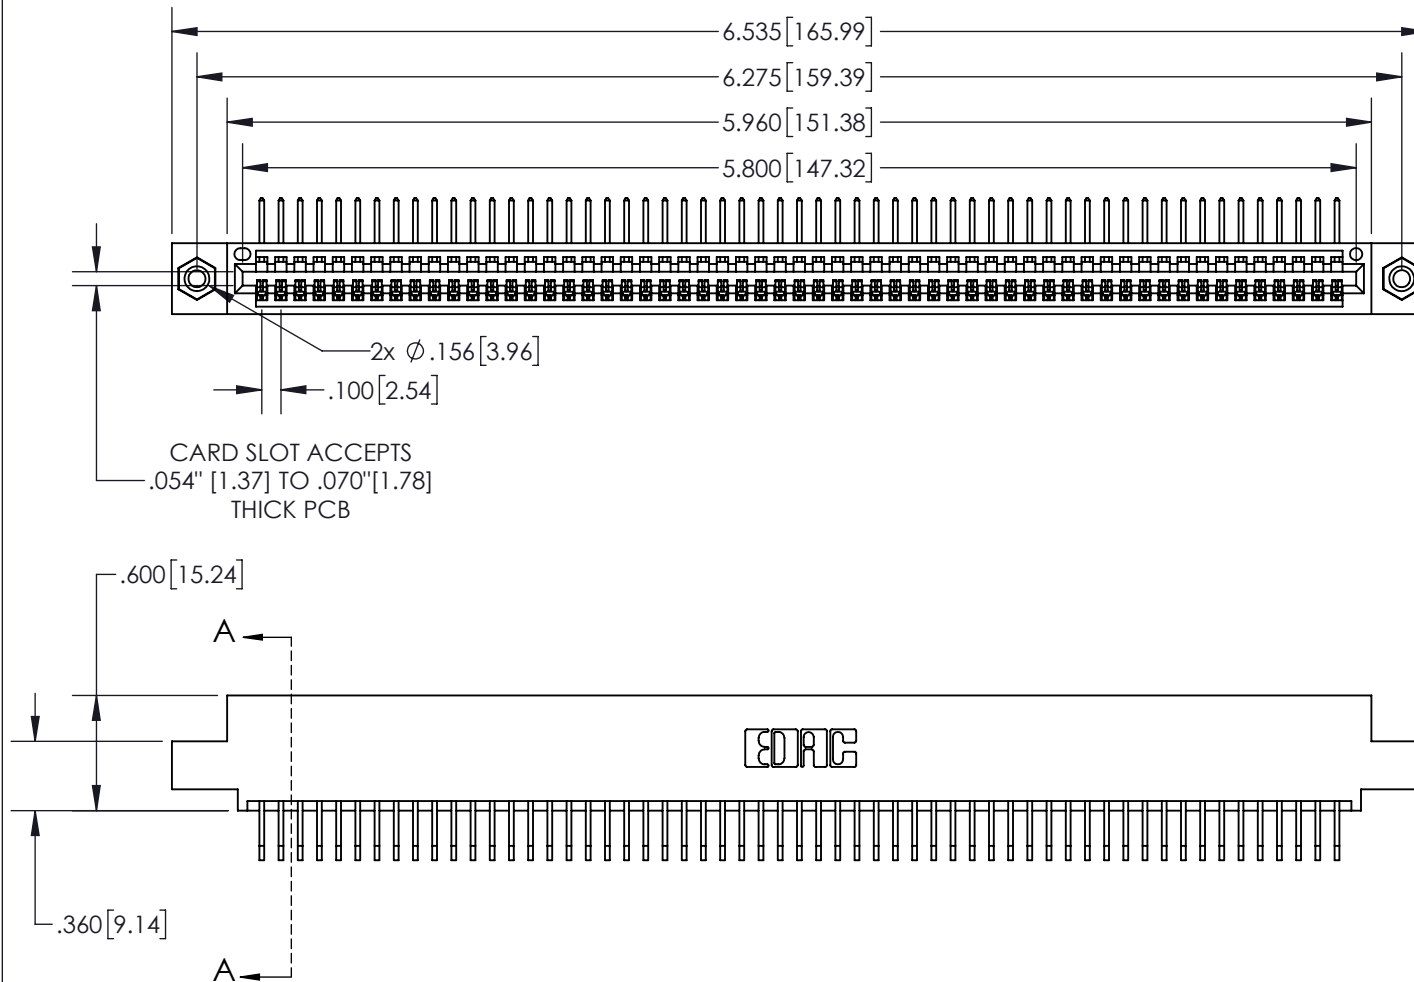 6.535[165.99]
6.275[159.39]
5.960[151.38]
5.800[147.32]
2x Ø.156[3.96]
.100[2.54]
CARD SLOT ACCEPTS
.054" [1.37] TO .070"[1.78]
THICK PCB
.600[15.24]
A
EDAC
.360[9.14]
A